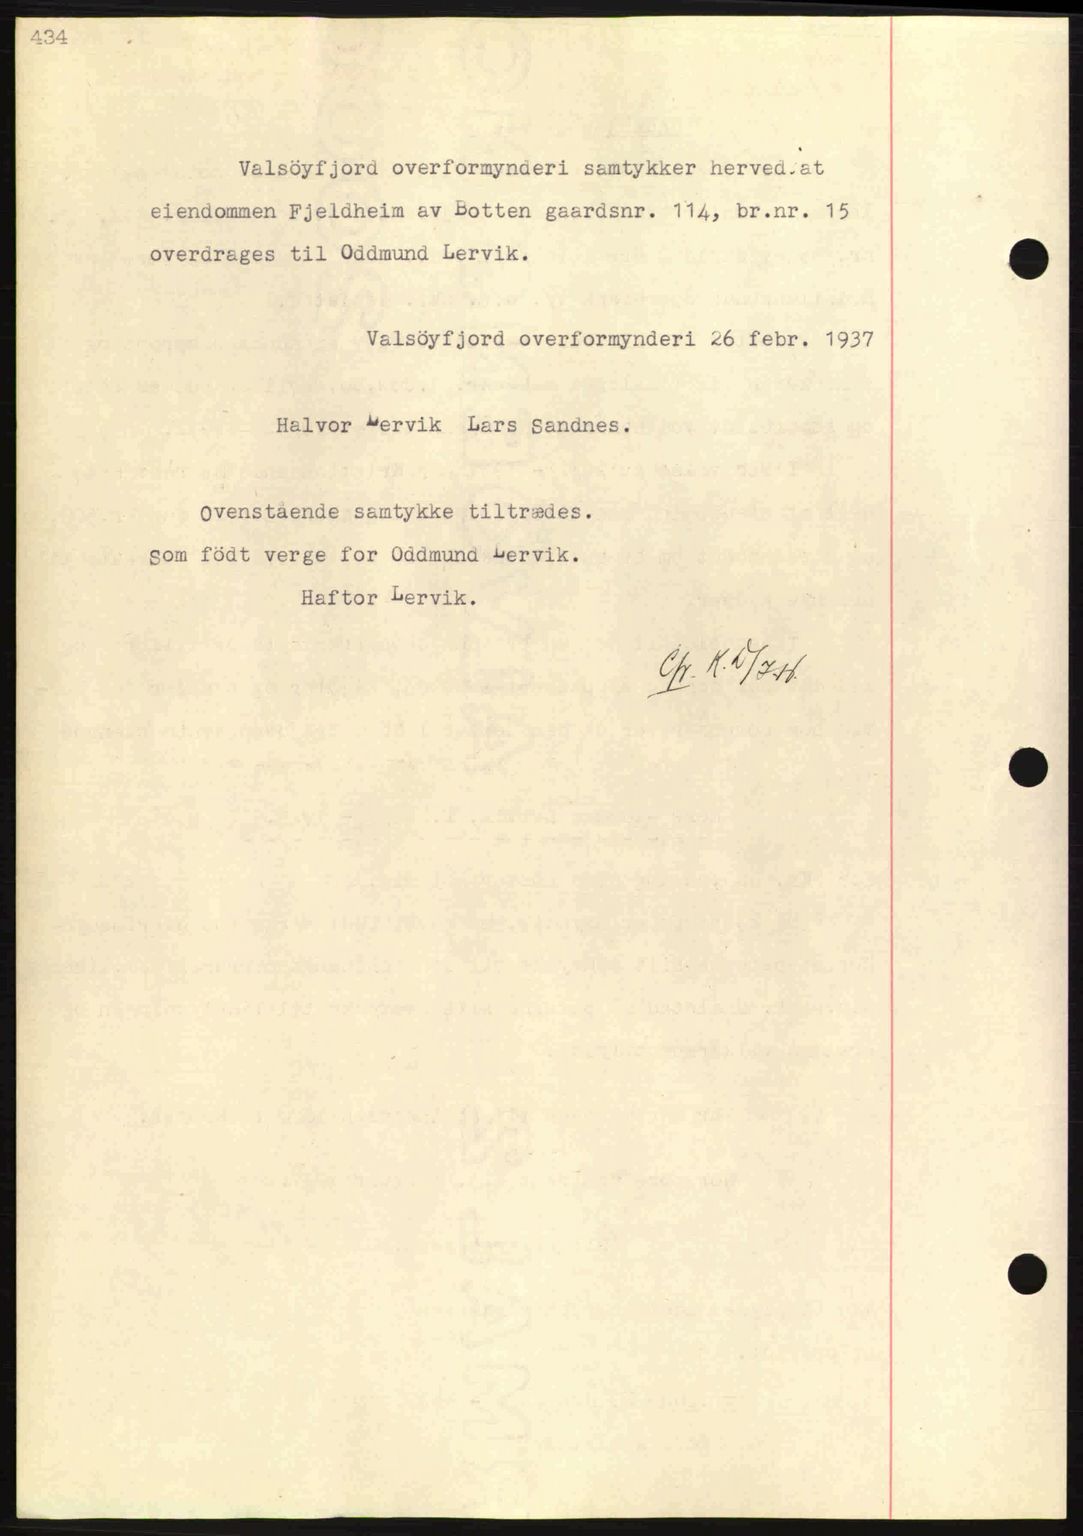 434
Valsöyfjord overformynderi samtykker herved at
eiendommen Fjeldheim av Botten gaardsnr. 114, br.nr. 15
overdrages til Oddmund Lervik.
Valsöyfjord overformynderi 26 febr. 1937
Halvor Lervik Lars Sandnes.
Ovenstående samtykke tiltrædes.
Som födt verge for Oddmund Lervik.
Haftor Lervik.
Cfr.